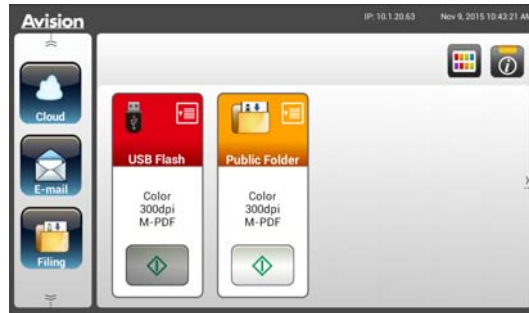 Avision
IP: 10.1.20.63 Nov 9, 2015 10:43:21 AM
Cloud
E-mail
Filing
USB Flash
Color
300dpi
M-PDF
Public Folder
Color
300dpi
M-PDF